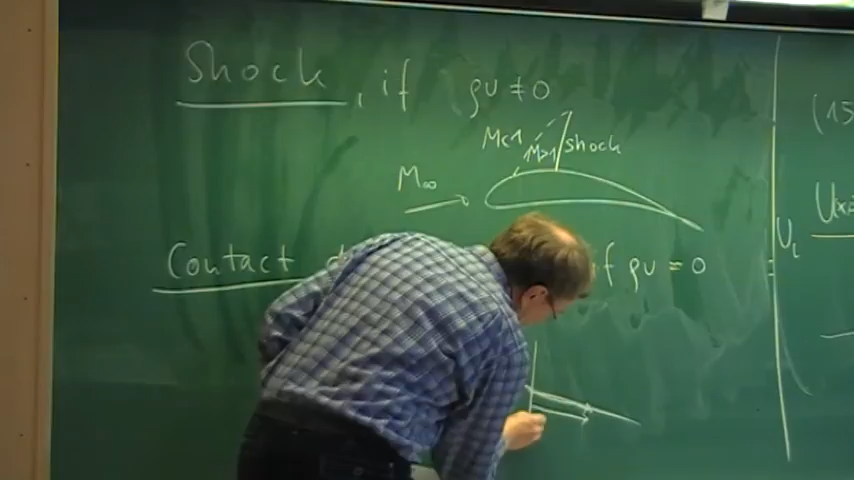 Shock, if ρu ≠ 0
M<1
M>1 shock
M∞
Contact if ρu = 0
U_L
(15